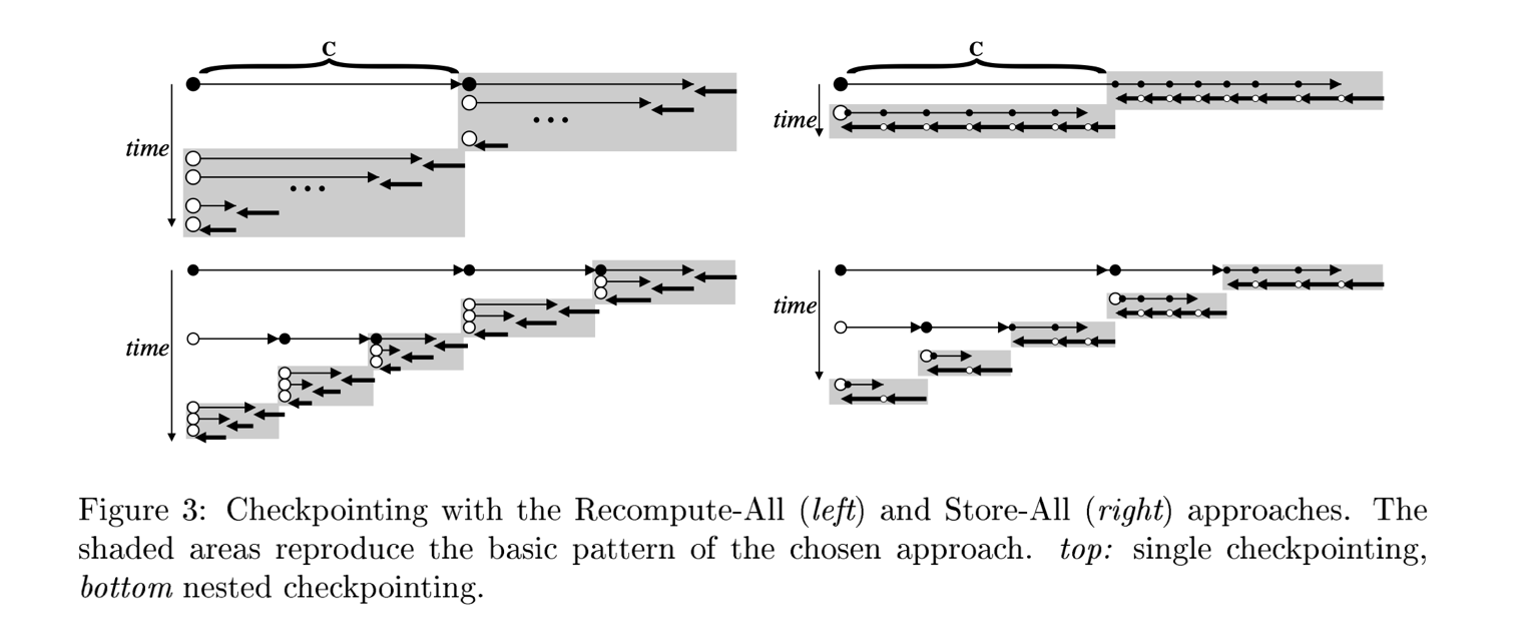 C
C
time
time
time
time
Figure 3: Checkpointing with the Recompute-All (left) and Store-All (right) approaches. The
shaded areas reproduce the basic pattern of the chosen approach. top: single checkpointing,
bottom nested checkpointing.